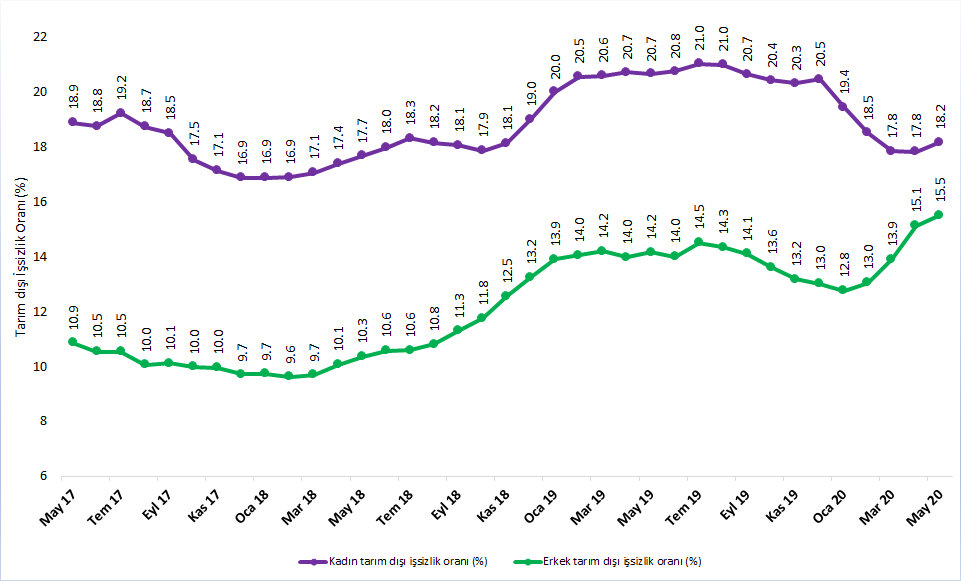 Tarım dışı İşsizlik Oranı (%)
22
20
18
16
14
12
10
8
6
18.9 18.8 19.2 18.7 18.5 17.5 17.1 16.9 16.9 16.9 17.1 17.4 17.7 18.0 18.3 18.2 18.1 17.9 18.1 19.0 20.0 20.5 20.6 20.7 20.7 20.8 21.0 21.0 20.7 20.4 20.3 20.5 19.4 18.5 17.8 17.8 18.2
10.9 10.5 10.5 10.0 10.1 10.0 10.0 9.7 9.7 9.6 9.7 10.1 10.3 10.6 10.6 10.8 11.3 11.8 12.5 13.2 13.9 14.0 14.2 14.0 14.2 14.0 14.5 14.3 14.1 13.6 13.2 13.0 12.8 13.0 13.9 15.1 15.5
May 17 Tem 17 Eyl 17 Kas 17 Oca 18 Mar 18 May 18 Tem 18 Eyl 18 Kas 18 Oca 19 Mar 19 May 19 Tem 19 Eyl 19 Kas 19 Oca 20 Mar 20 May 20
Kadın tarım dışı işsizlik oranı (%) Erkek tarım dışı işsizlik oranı (%)